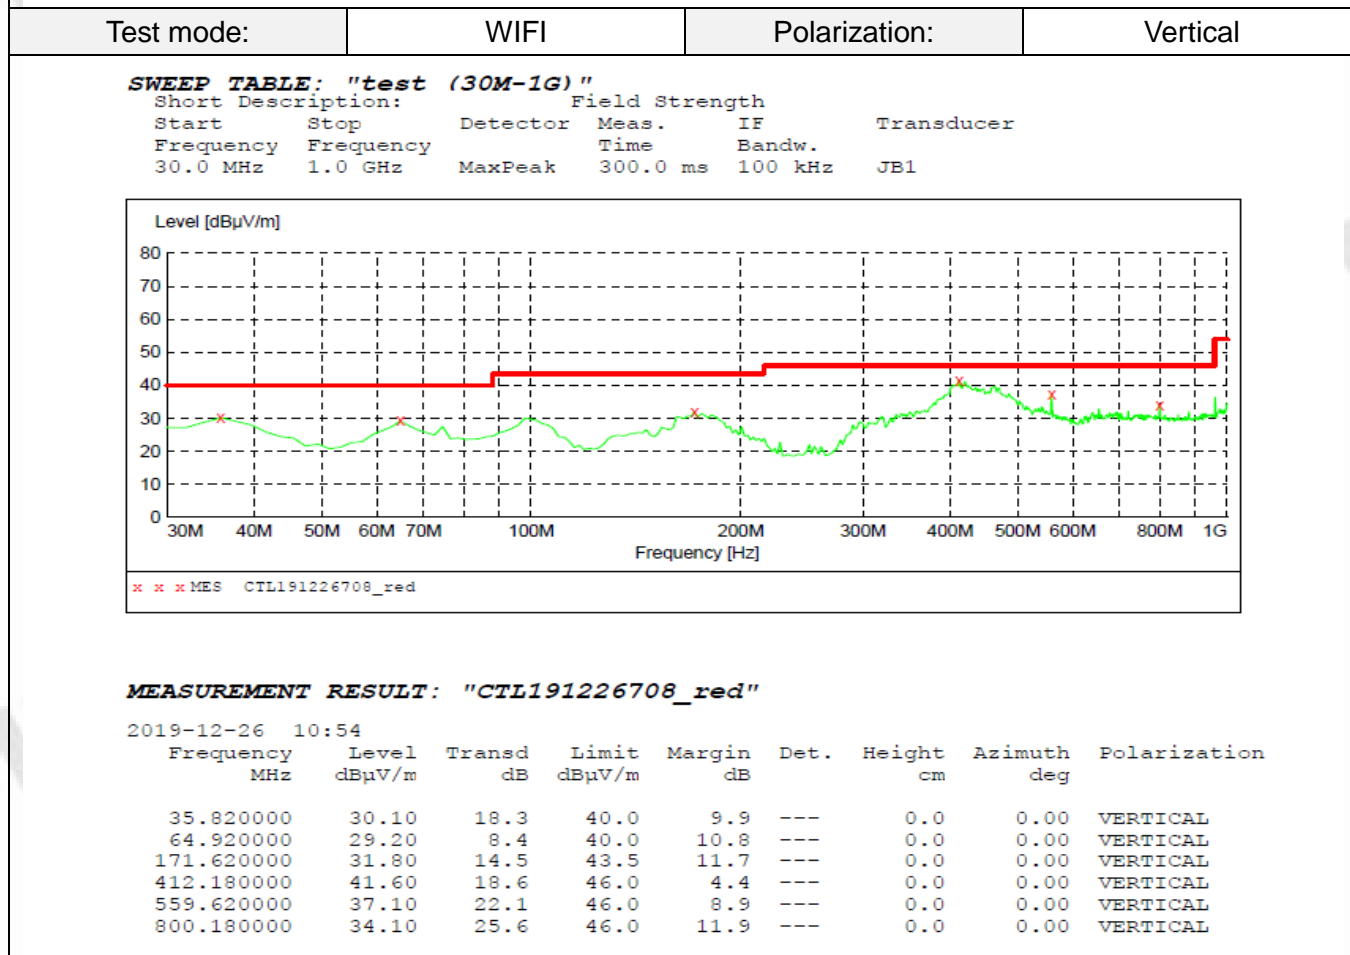 Test mode: WIFI Polarization: Vertical
SWEEP TABLE: "test (30M-1G)"
Short Description: Field Strength
Start Stop Detector Meas. IF Transducer
Frequency Frequency Time Bandw.
30.0 MHz 1.0 GHz MaxPeak 300.0 ms 100 kHz JB1
Level [dBµV/m]
80
70
60
50
40
30
20
10
0
30M 40M 50M 60M 70M 100M 200M 300M 400M 500M 600M 800M 1G
Frequency [Hz]
x x x MES CTL191226708_red
MEASUREMENT RESULT: "CTL191226708_red"
2019-12-26 10:54
Frequency Level Transd Limit Margin Det. Height Azimuth Polarization
MHz dBµV/m dB dBµV/m dB cm deg
35.820000 30.10 18.3 40.0 9.9 --- 0.0 0.00 VERTICAL
64.920000 29.20 8.4 40.0 10.8 --- 0.0 0.00 VERTICAL
171.620000 31.80 14.5 43.5 11.7 --- 0.0 0.00 VERTICAL
412.180000 41.60 18.6 46.0 4.4 --- 0.0 0.00 VERTICAL
559.620000 37.10 22.1 46.0 8.9 --- 0.0 0.00 VERTICAL
800.180000 34.10 25.6 46.0 11.9 --- 0.0 0.00 VERTICAL